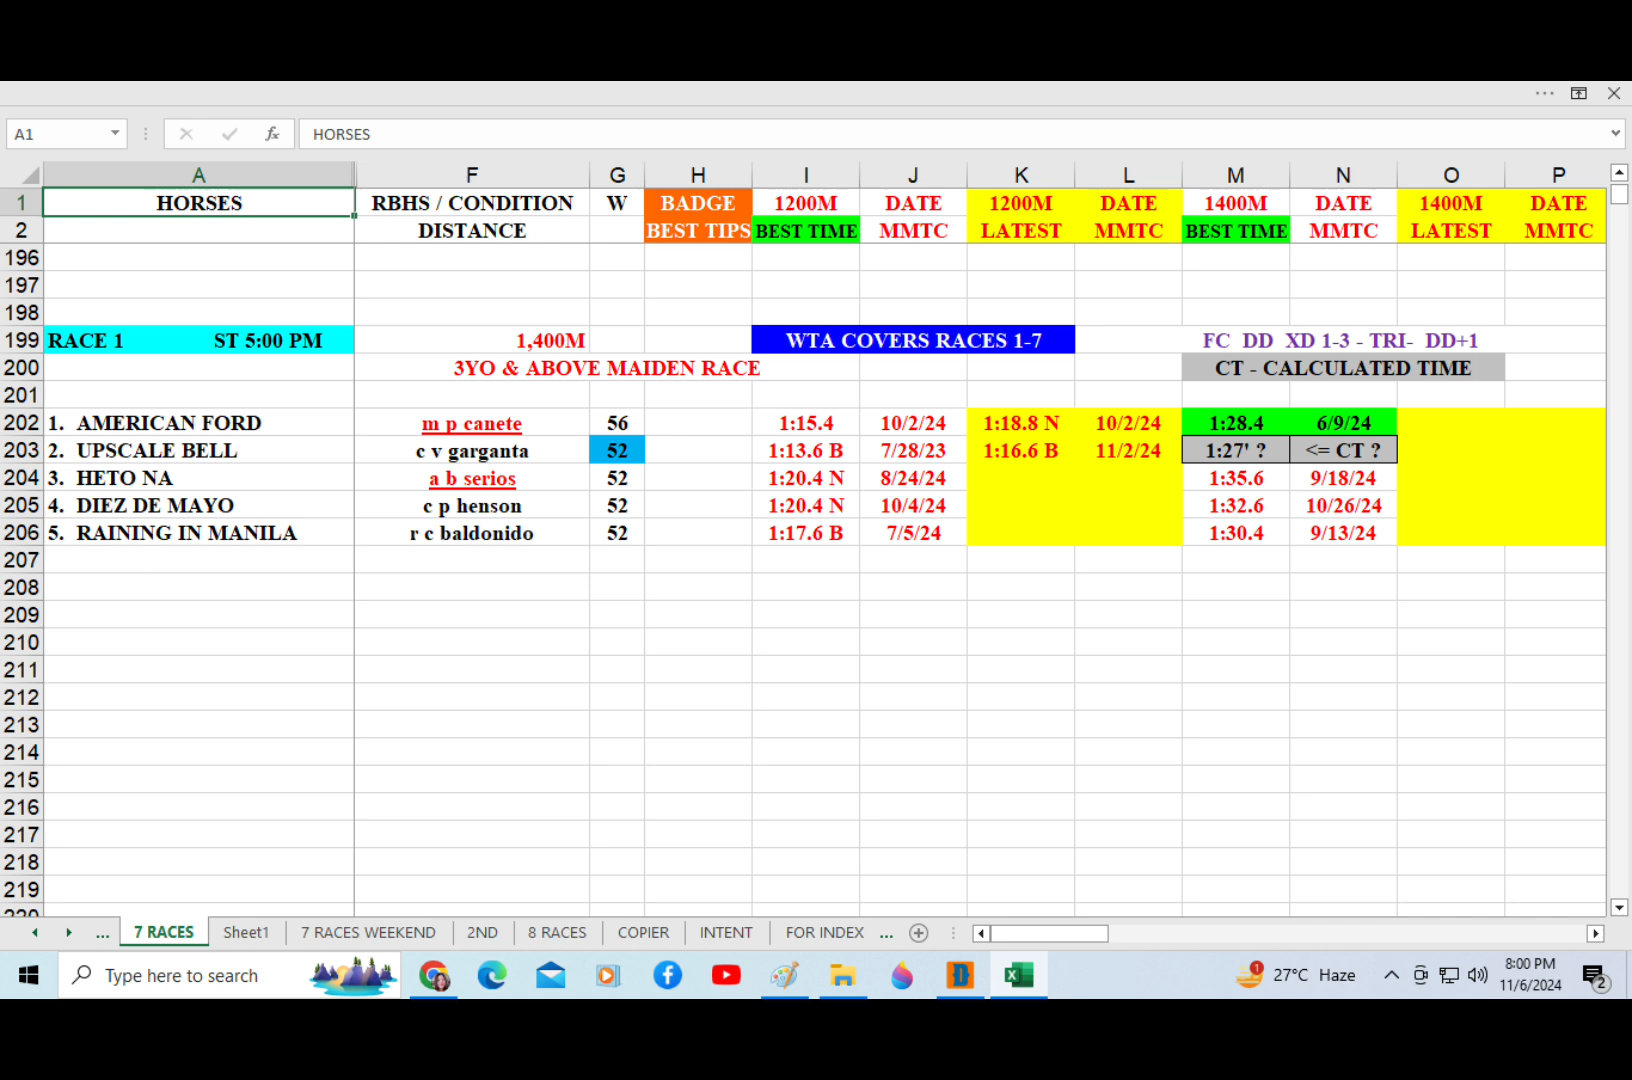 A1 fx HORSES
A F G H I J K L M N O P
1 HORSES RBHS / CONDITION W BADGE 1200M DATE 1200M DATE 1400M DATE 1400M DATE
2 DISTANCE BEST TIPS BEST TIME MMTC LATEST MMTC BEST TIME MMTC LATEST MMTC
196
197
198
199 RACE 1 ST 5:00 PM 1,400M WTA COVERS RACES 1-7 FC DD XD 1-3 - TRI- DD+1
200 3YO & ABOVE MAIDEN RACE CT - CALCULATED TIME
201
202 1. AMERICAN FORD m p canete 56 1:15.4 10/2/24 1:18.8 N 10/2/24 1:28.4 6/9/24
203 2. UPSCALE BELL c v garganta 52 1:13.6 B 7/28/23 1:16.6 B 11/2/24 1:27' ? <= CT ?
204 3. HETO NA a b serios 52 1:20.4 N 8/24/24 1:35.6 9/18/24
205 4. DIEZ DE MAYO c p henson 52 1:20.4 N 10/4/24 1:32.6 10/26/24
206 5. RAINING IN MANILA r c baldonido 52 1:17.6 B 7/5/24 1:30.4 9/13/24
207
208
209
210
211
212
213
214
215
216
217
218
219
220
... 7 RACES Sheet1 7 RACES WEEKEND 2ND 8 RACES COPIER INTENT FOR INDEX ...
Type here to search 1 27°C Haze 8:00 PM
11/6/2024 2